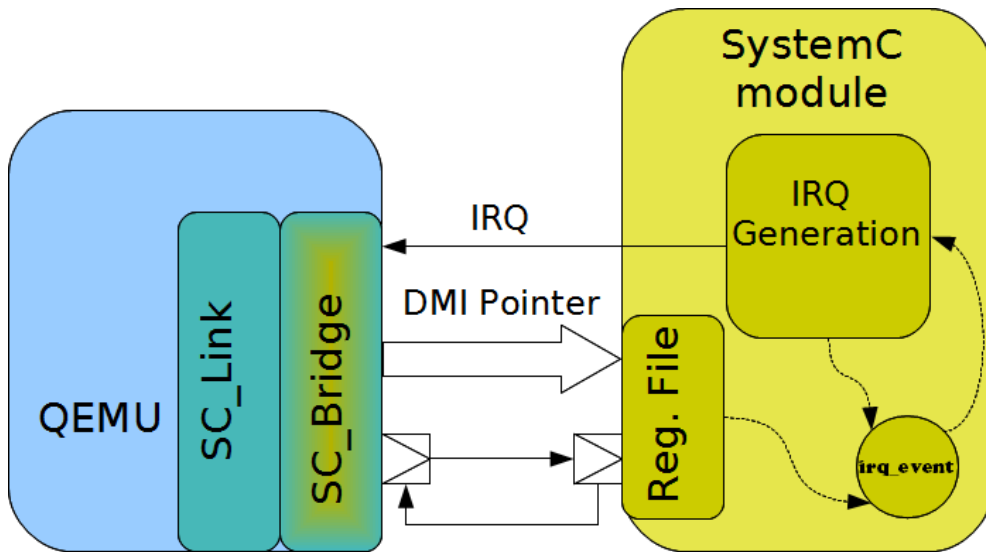 SystemC
module
IRQ
Generation
IRQ
DMI Pointer
QEMU
SC_Link
SC_Bridge
Reg. File
irq_event